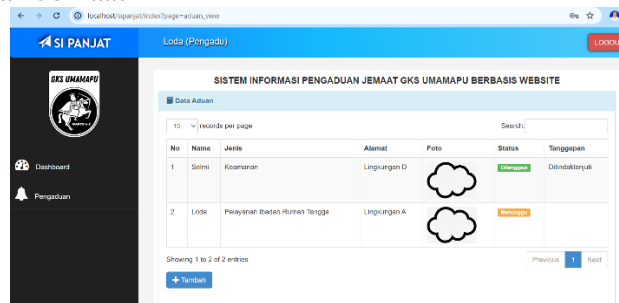 localhost/sipanjat/index?page=aduan_view
SI PANJAT
Loda (Pengadu)
LOGOU
GKS UMAMAPU
SISTEM INFORMASI PENGADUAN JEMAAT GKS UMAMAPU BERBASIS WEBSITE
Data Aduan
10 records per page
Search:
No Nama Jenis Alamat Foto Status Tanggapan
1 Selmi Keamanan Lingkungan D Ditanggapi Ditindaklanjuti
2 Loda Pelayanan Ibadah Rumah Tangga Lingkungan A Menunggu
Dashboard
Pengaduan
Showing 1 to 2 of 2 entries
Previous 1 Next
Tambah